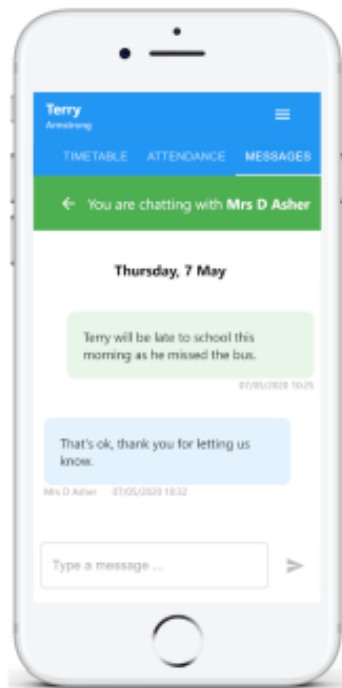 Terry
Armstrong
TIMETABLE ATTENDANCE MESSAGES
You are chatting with Mrs D Asher
Thursday, 7 May
Terry will be late to school this
morning as he missed the bus.
07/05/2020 10:25
That's ok, thank you for letting us
know.
Mrs D Asher 07/05/2020 10:32
Type a message ...